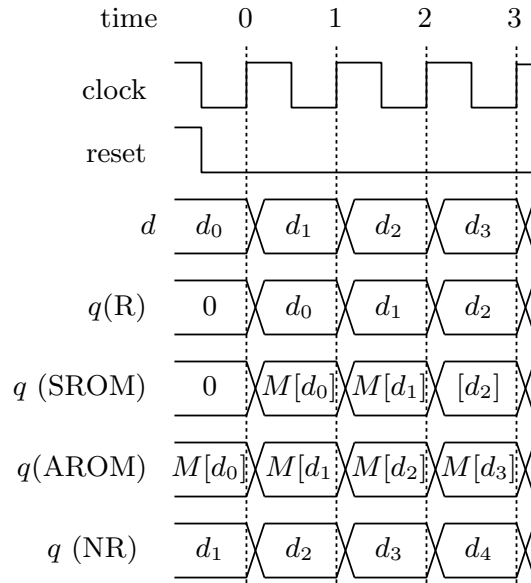 time 0 1 2 3
clock
reset
d d₀ d₁ d₂ d₃
q(R) 0 d₀ d₁ d₂
q (SROM) 0 M[d₀] M[d₁] [d₂]
q(AROM) M[d₀] M[d₁ M[d₂] M[d₃]
q (NR) d₁ d₂ d₃ d₄